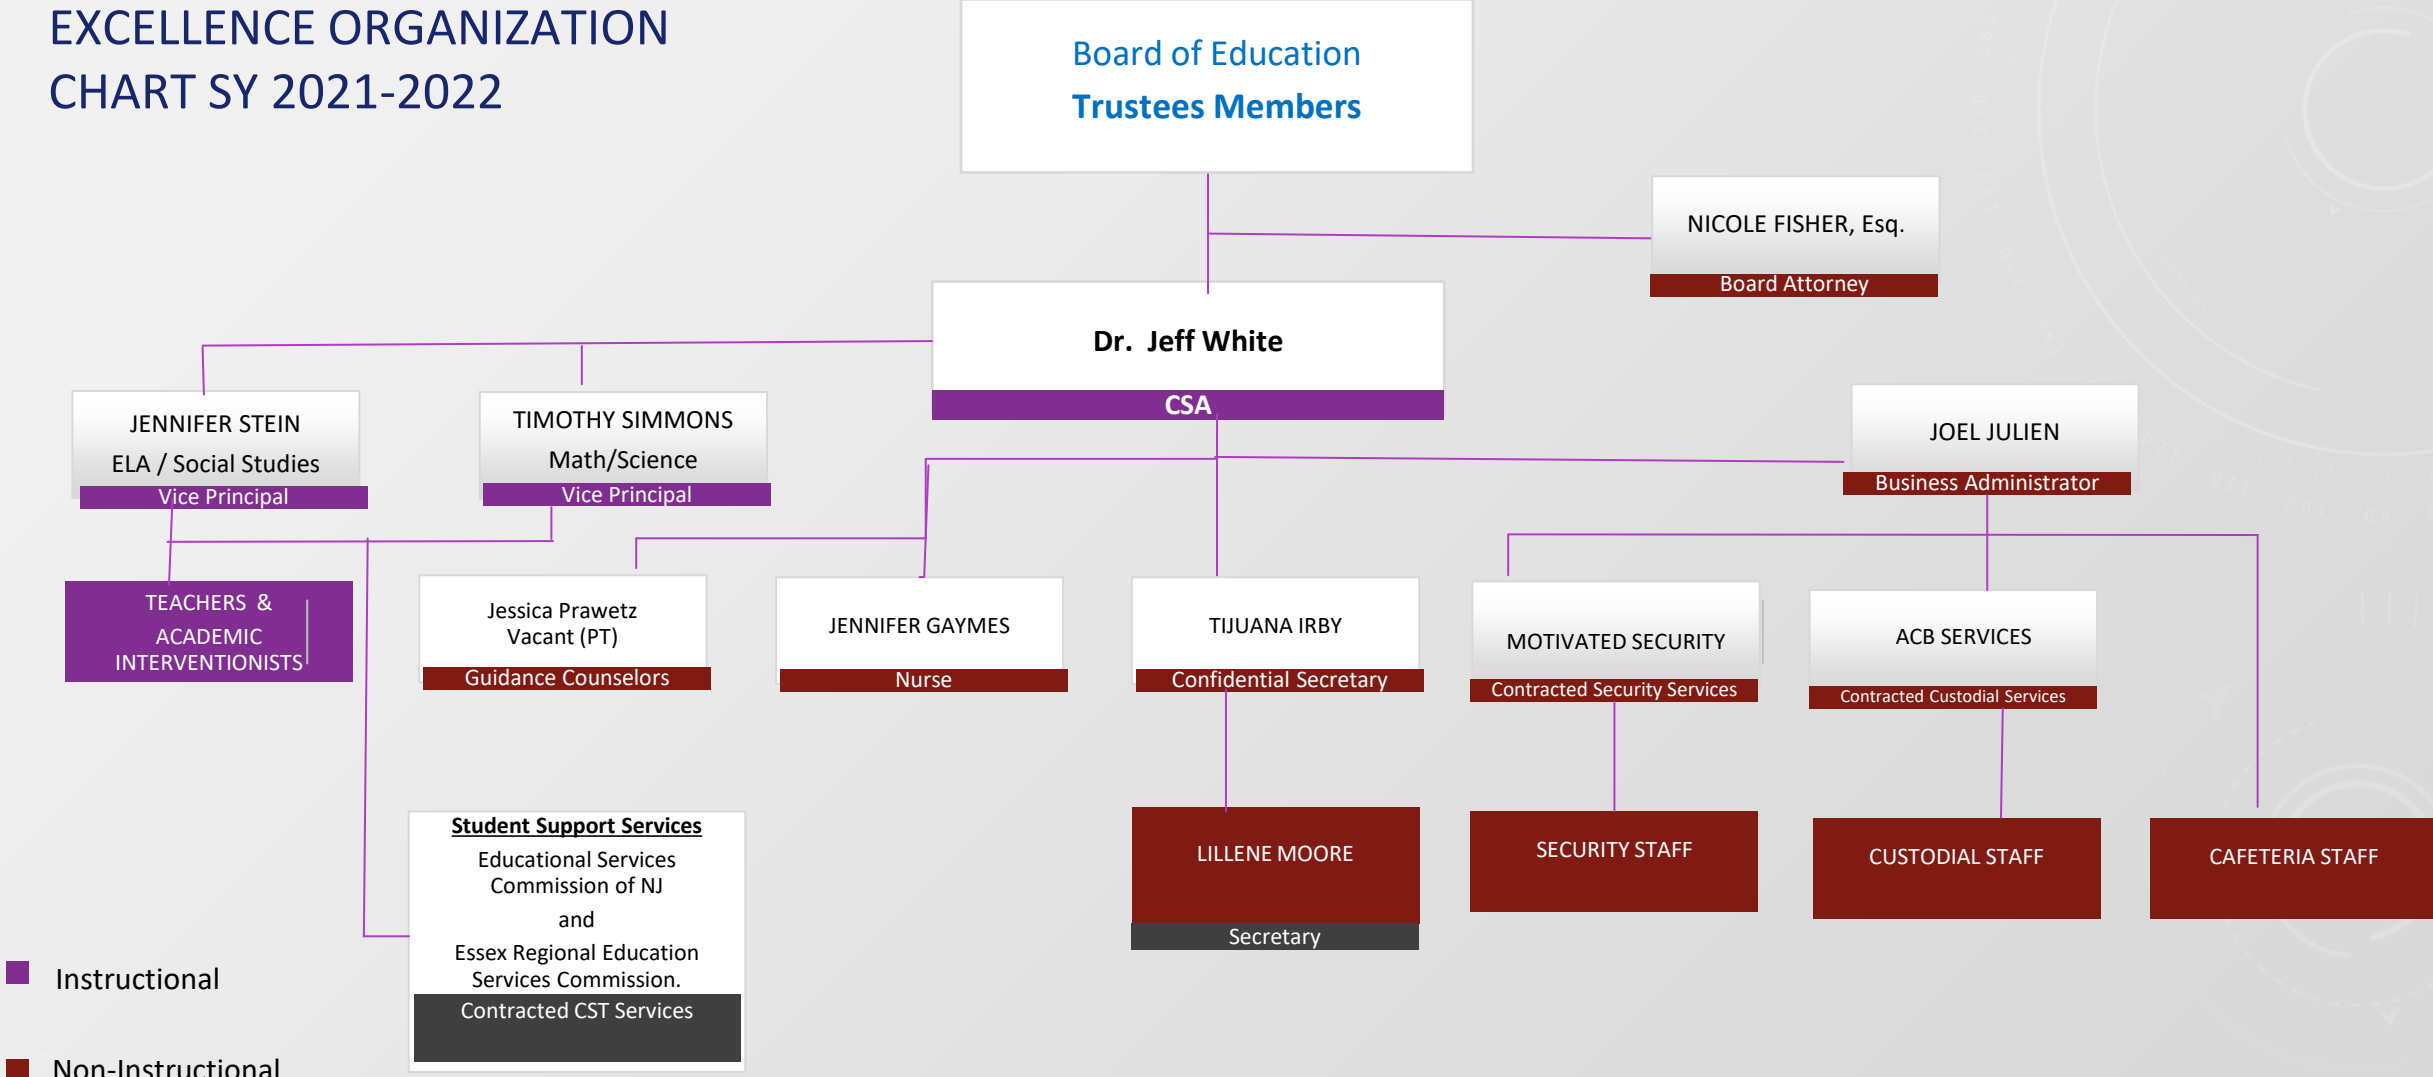 EXCELLENCE ORGANIZATION
CHART SY 2021-2022
Board of Education
Trustees Members
NICOLE FISHER, Esq.
Board Attorney
Dr. Jeff White
CSA
JENNIFER STEIN
ELA / Social Studies
Vice Principal
TIMOTHY SIMMONS
Math/Science
Vice Principal
JOEL JULIEN
Business Administrator
TEACHERS &
ACADEMIC
INTERVENTIONISTS
Jessica Prawetz
Vacant (PT)
Guidance Counselors
JENNIFER GAYMES
Nurse
TIJUANA IRBY
Confidential Secretary
MOTIVATED SECURITY
Contracted Security Services
ACB SERVICES
Contracted Custodial Services
Student Support Services
Educational Services
Commission of NJ
and
Essex Regional Education
Services Commission.
Contracted CST Services
LILLENE MOORE
Secretary
SECURITY STAFF
CUSTODIAL STAFF
CAFETERIA STAFF
Instructional
Non-Instructional